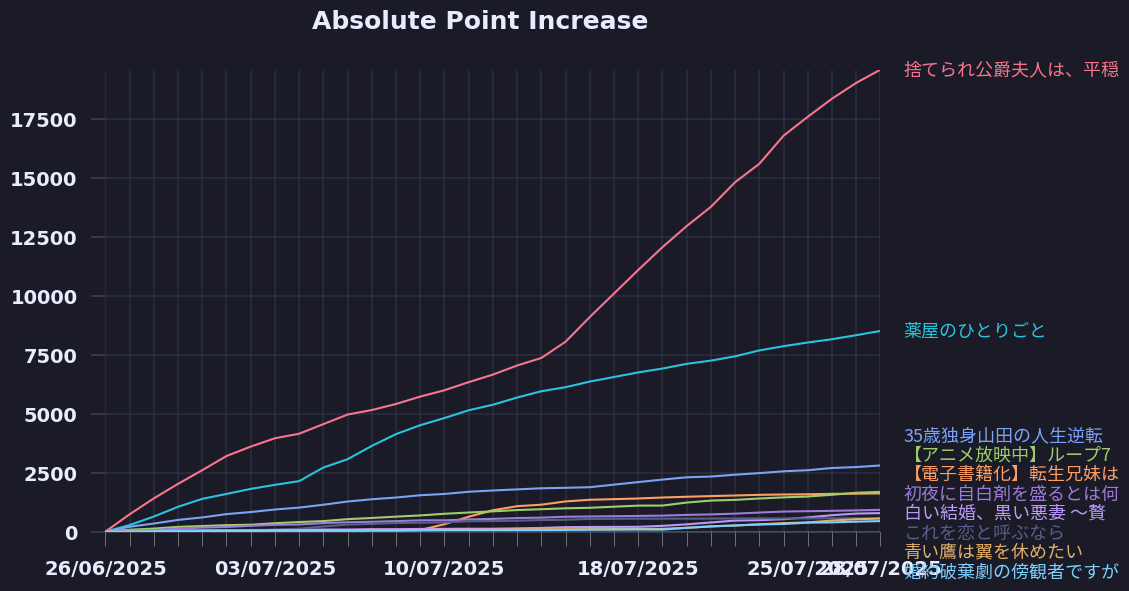 Absolute Point Increase
捨てられ公爵夫人は、平穏
17500
15000
12500
10000
薬屋のひとりごと
7500
5000
35歳独身山田の人生逆転
【アニメ放映中】ループ7
2500
【電子書籍化】転生兄妹は
初夜に自白剤を盛るとは何
白い結婚、黒い悪妻 ～贅
0
これを恋と呼ぶなら
青い鷹は翼を休めたい
26/06/2025 03/07/2025 10/07/2025 18/07/2025 25/07/2025 28/07/2025
婚約破棄劇の傍観者ですが